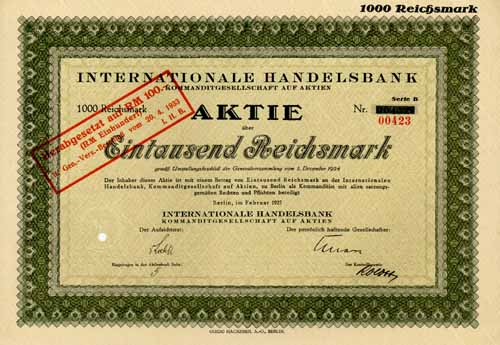 1000 Reichsmark
INTERNATIONALE HANDELSBANK
KOMMANDITGESELLSCHAFT AUF AKTIEN
Serie B
1000 Reichsmark
AKTIE
Nr.
00423
Herabgesetzt auf RM 100.-
(RM Einhundert)
Gen.-Vers.- vom 20. 4. 1933
I. H. B.
über
Eintausend Reichsmark
gemäß Umstellungsbeschluß der Generalversammlung vom 5. Dezember 1924
Der Inhaber dieser Aktie ist mit einem Betrag von Eintausend Reichsmark an der Internationalen
Handelsbank, Kommanditgesellschaft auf Aktien, zu Berlin als Kommanditist mit allen satzungs-
gemäßen Rechten und Pflichten beteiligt
Berlin, im Februar 1925
INTERNATIONALE HANDELSBANK
KOMMANDITGESELLSCHAFT AUF AKTIEN
Der Aufsichtsrat:
Der persönlich haftende Gesellschafter:
Eingetragen in das Aktienbuch Seite:
Der Kontrollbeamte:
GUIDO HACKEBEIL A.-G., BERLIN.